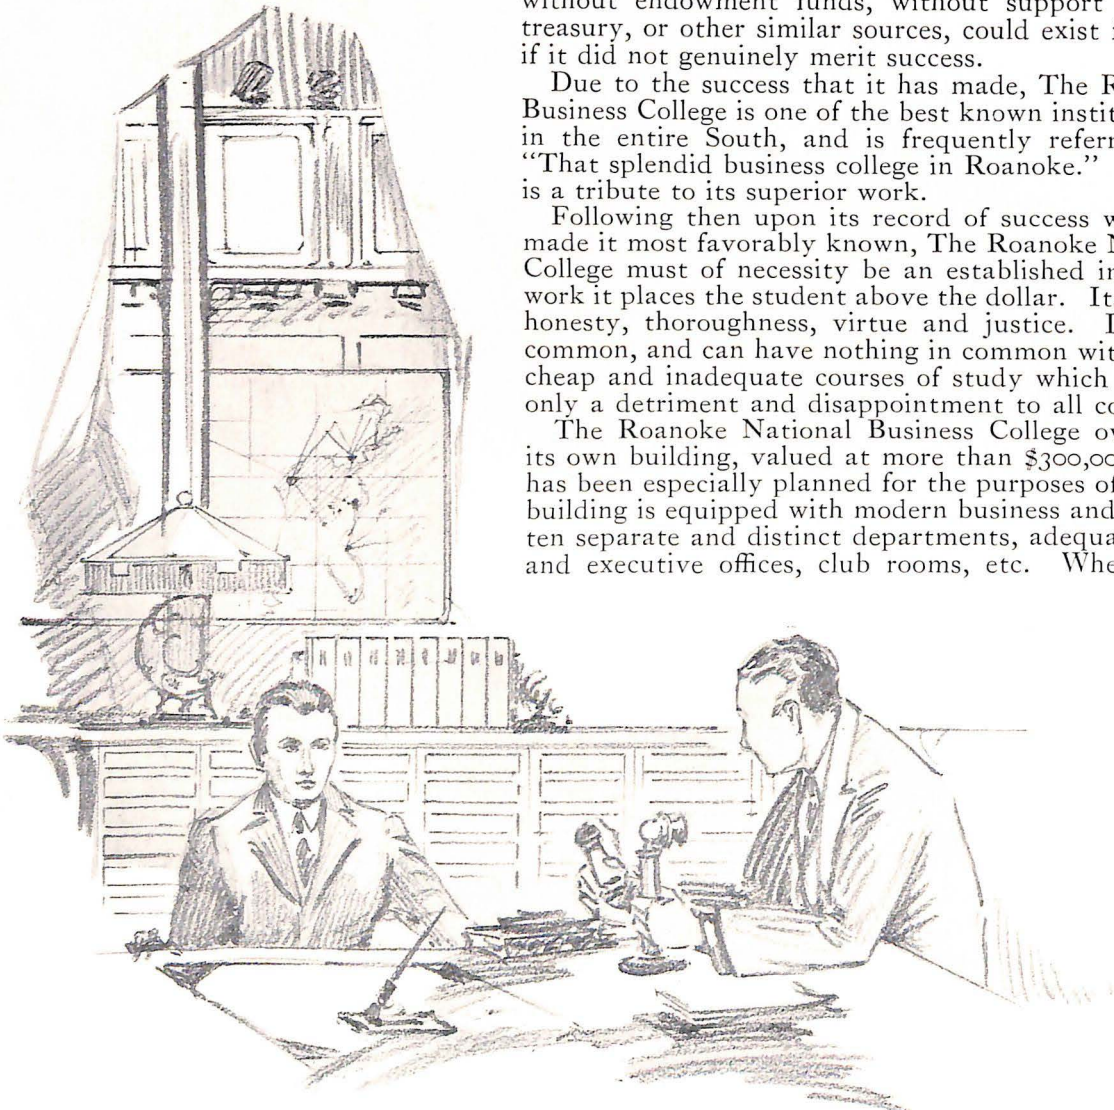 without endowment funds, without support
treasury, or other similar sources, could exist
if it did not genuinely merit success.
Due to the success that it has made, The R
Business College is one of the best known instit
in the entire South, and is frequently referr
“That splendid business college in Roanoke.”
is a tribute to its superior work.
Following then upon its record of success w
made it most favorably known, The Roanoke N
College must of necessity be an established in
work it places the student above the dollar. It
honesty, thoroughness, virtue and justice. I
common, and can have nothing in common wit
cheap and inadequate courses of study which
only a detriment and disappointment to all co
The Roanoke National Business College ov
its own building, valued at more than $300,00
has been especially planned for the purposes of
building is equipped with modern business and
ten separate and distinct departments, adequa
and executive offices, club rooms, etc. Whe